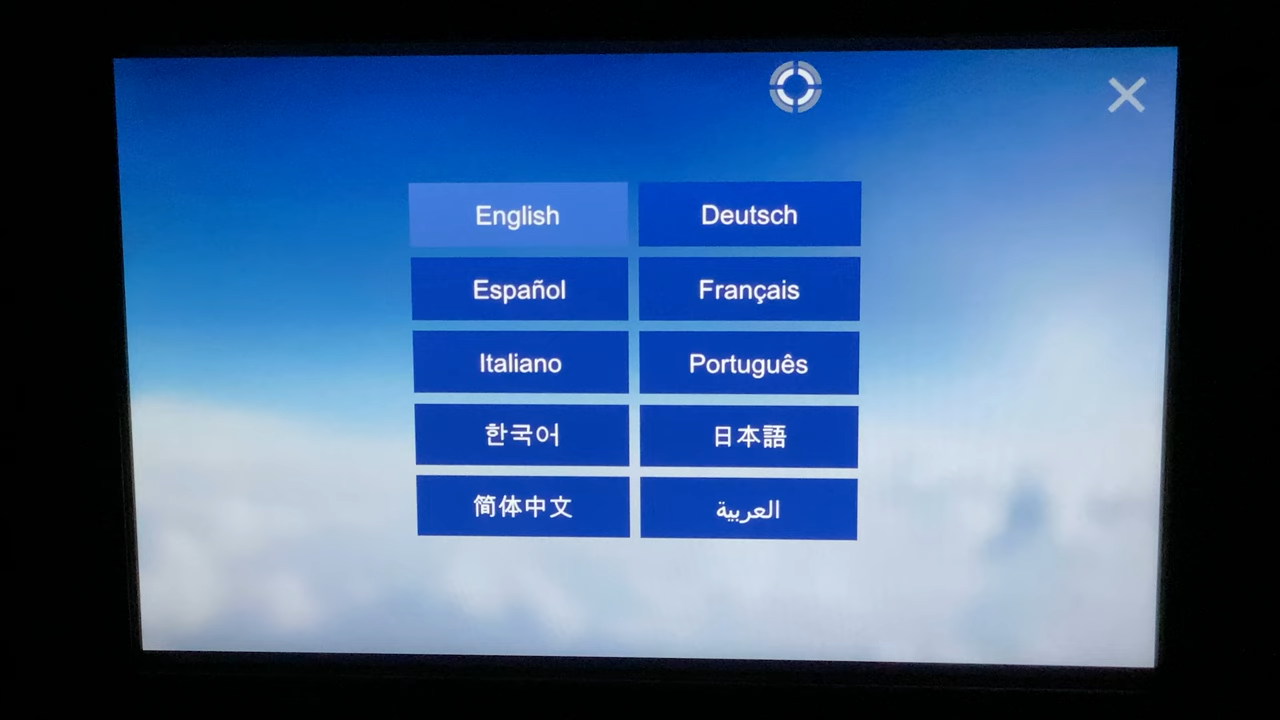 English
Deutsch
Español
Français
Italiano
Português
한국어
日本語
简体中文
العربية